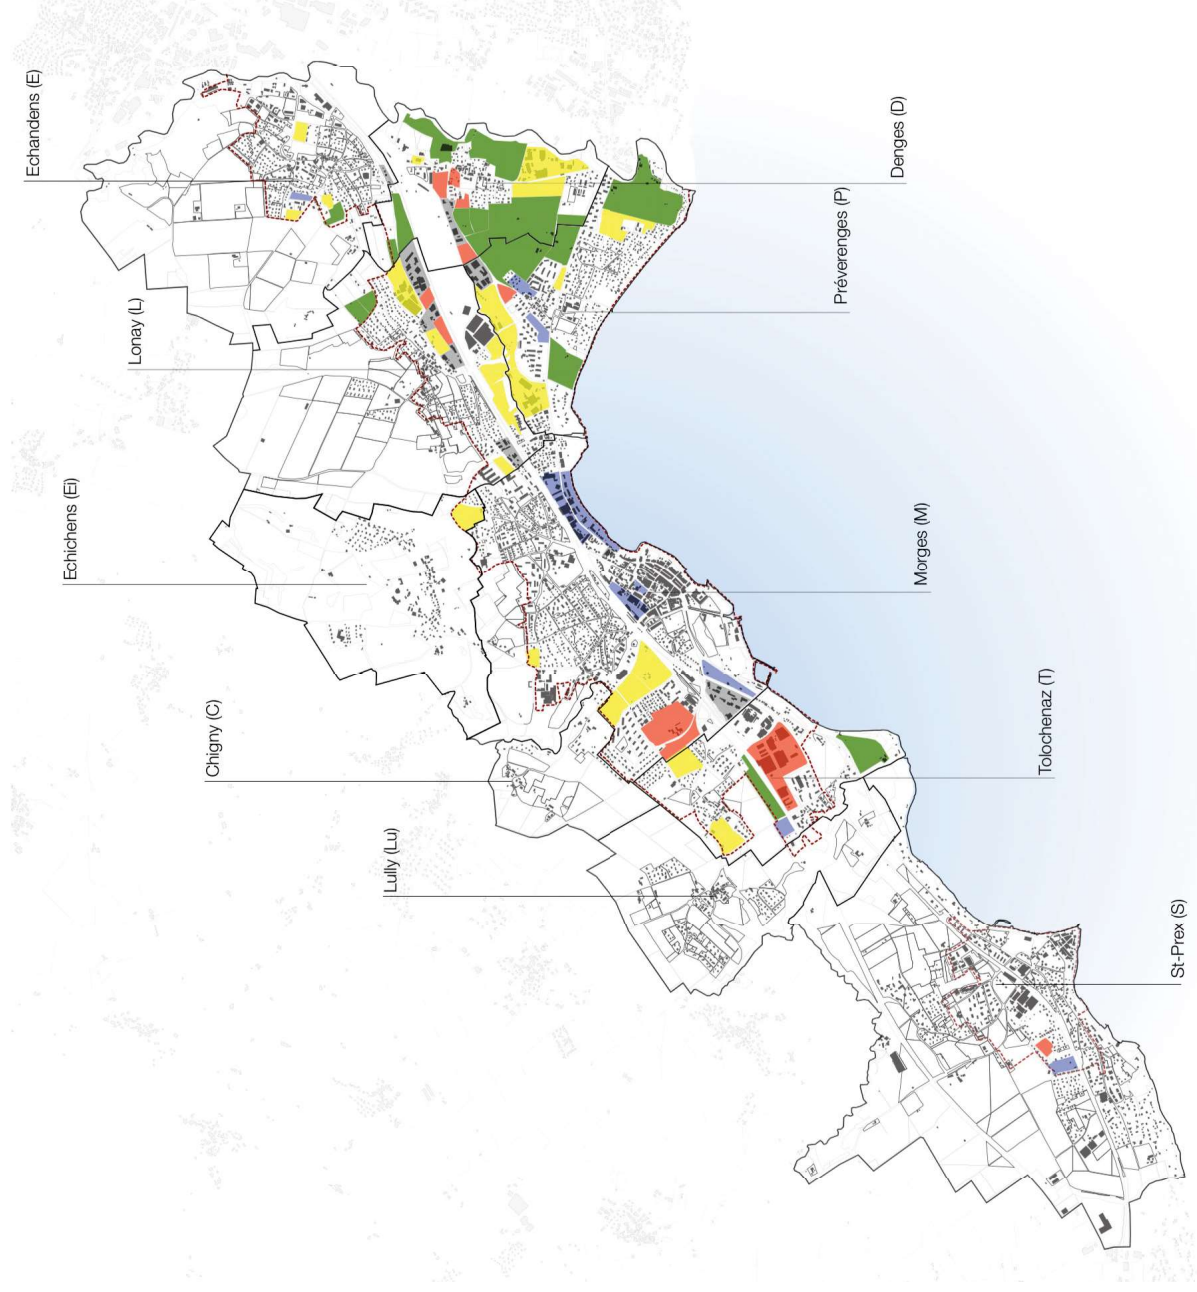 Echandens (E)
Denges (D)
Préverenges (P)
Lonay (L)
Echichens (Ei)
Morges (M)
Tolochenaz (T)
Chigny (C)
Lully (Lu)
St-Prex (S)